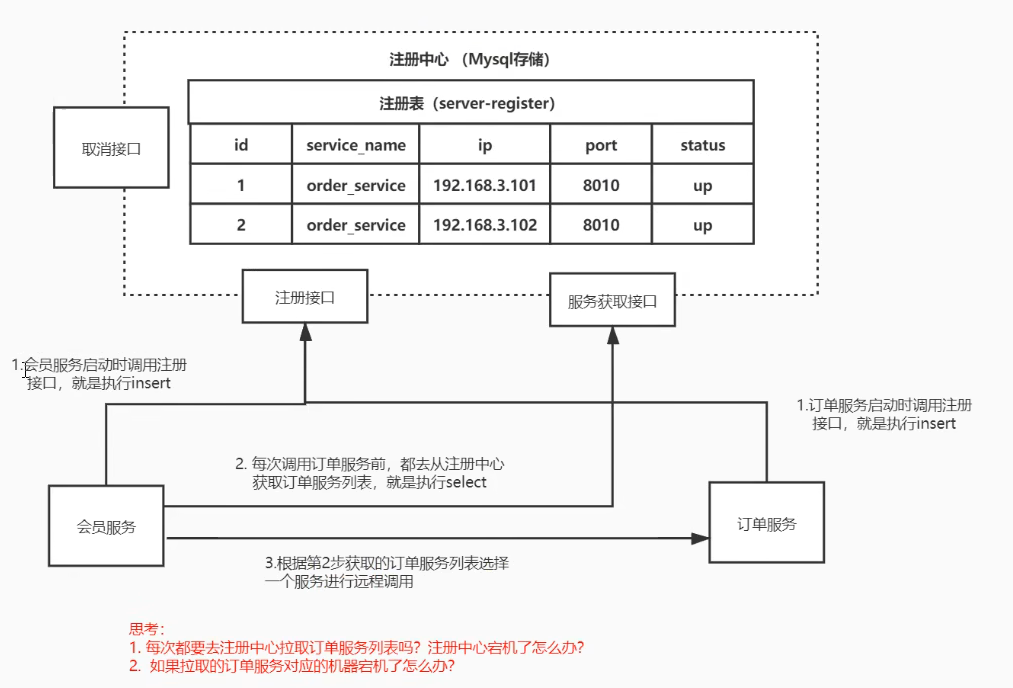 注册中心 （Mysql存储）
注册表（server-register）
取消接口
id service_name ip port status
1 order_service 192.168.3.101 8010 up
2 order_service 192.168.3.102 8010 up
注册接口
服务获取接口
1.会员服务启动时调用注册
接口，就是执行insert
1.订单服务启动时调用注册
接口，就是执行insert
2. 每次调用订单服务前，都去从注册中心
获取订单服务列表，就是执行select
会员服务
订单服务
3.根据第2步获取的订单服务列表选择
一个服务进行远程调用
思考：
1. 每次都要去注册中心拉取订单服务列表吗？注册中心宕机了怎么办？
2. 如果拉取的订单服务对应的机器宕机了怎么办？